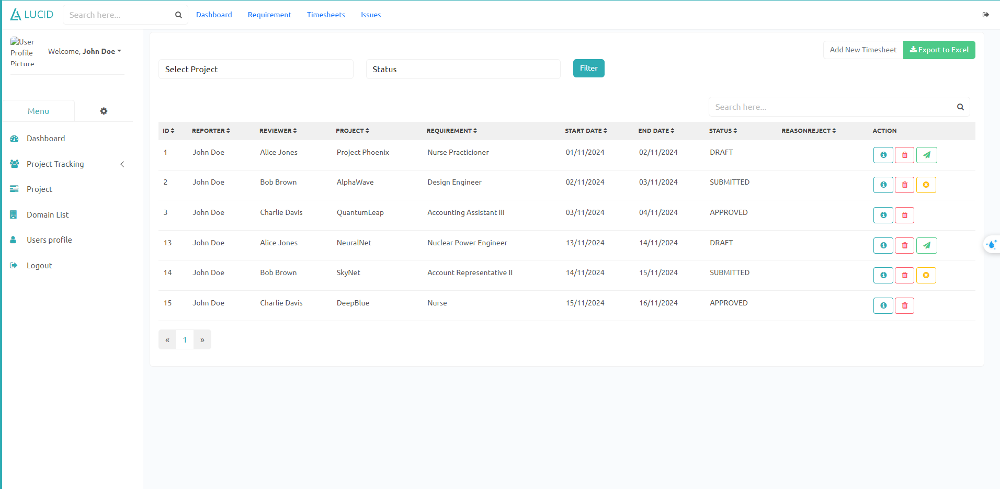 LUCID
Search here...
Dashboard
Requirement
Timesheets
Issues
User
Profile
Picture
Welcome, John Doe
Menu
Dashboard
Project Tracking
Project
Domain List
Users profile
Logout
Add New Timesheet
Export to Excel
Select Project
Status
Filter
Search here...
ID REPORTER REVIEWER PROJECT REQUIREMENT START DATE END DATE STATUS REASONREJECT ACTION
1 John Doe Alice Jones Project Phoenix Nurse Practicioner 01/11/2024 02/11/2024 DRAFT
2 John Doe Bob Brown AlphaWave Design Engineer 02/11/2024 03/11/2024 SUBMITTED
3 John Doe Charlie Davis QuantumLeap Accounting Assistant III 03/11/2024 04/11/2024 APPROVED
13 John Doe Alice Jones NeuralNet Nuclear Power Engineer 13/11/2024 14/11/2024 DRAFT
14 John Doe Bob Brown SkyNet Account Representative II 14/11/2024 15/11/2024 SUBMITTED
15 John Doe Charlie Davis DeepBlue Nurse 15/11/2024 16/11/2024 APPROVED
« 1 »